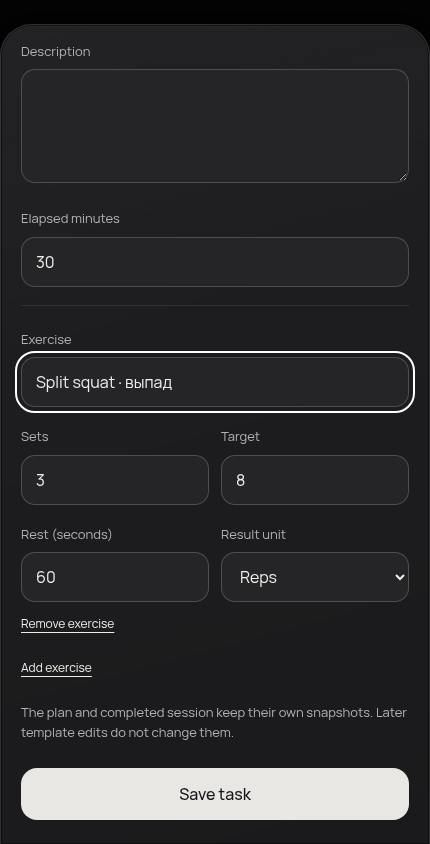 Description
Elapsed minutes
30
Exercise
Split squat · выпад
Sets
Target
3
8
Rest (seconds)
Result unit
60
Reps
Remove exercise
Add exercise
The plan and completed session keep their own snapshots. Later
template edits do not change them.
Save task